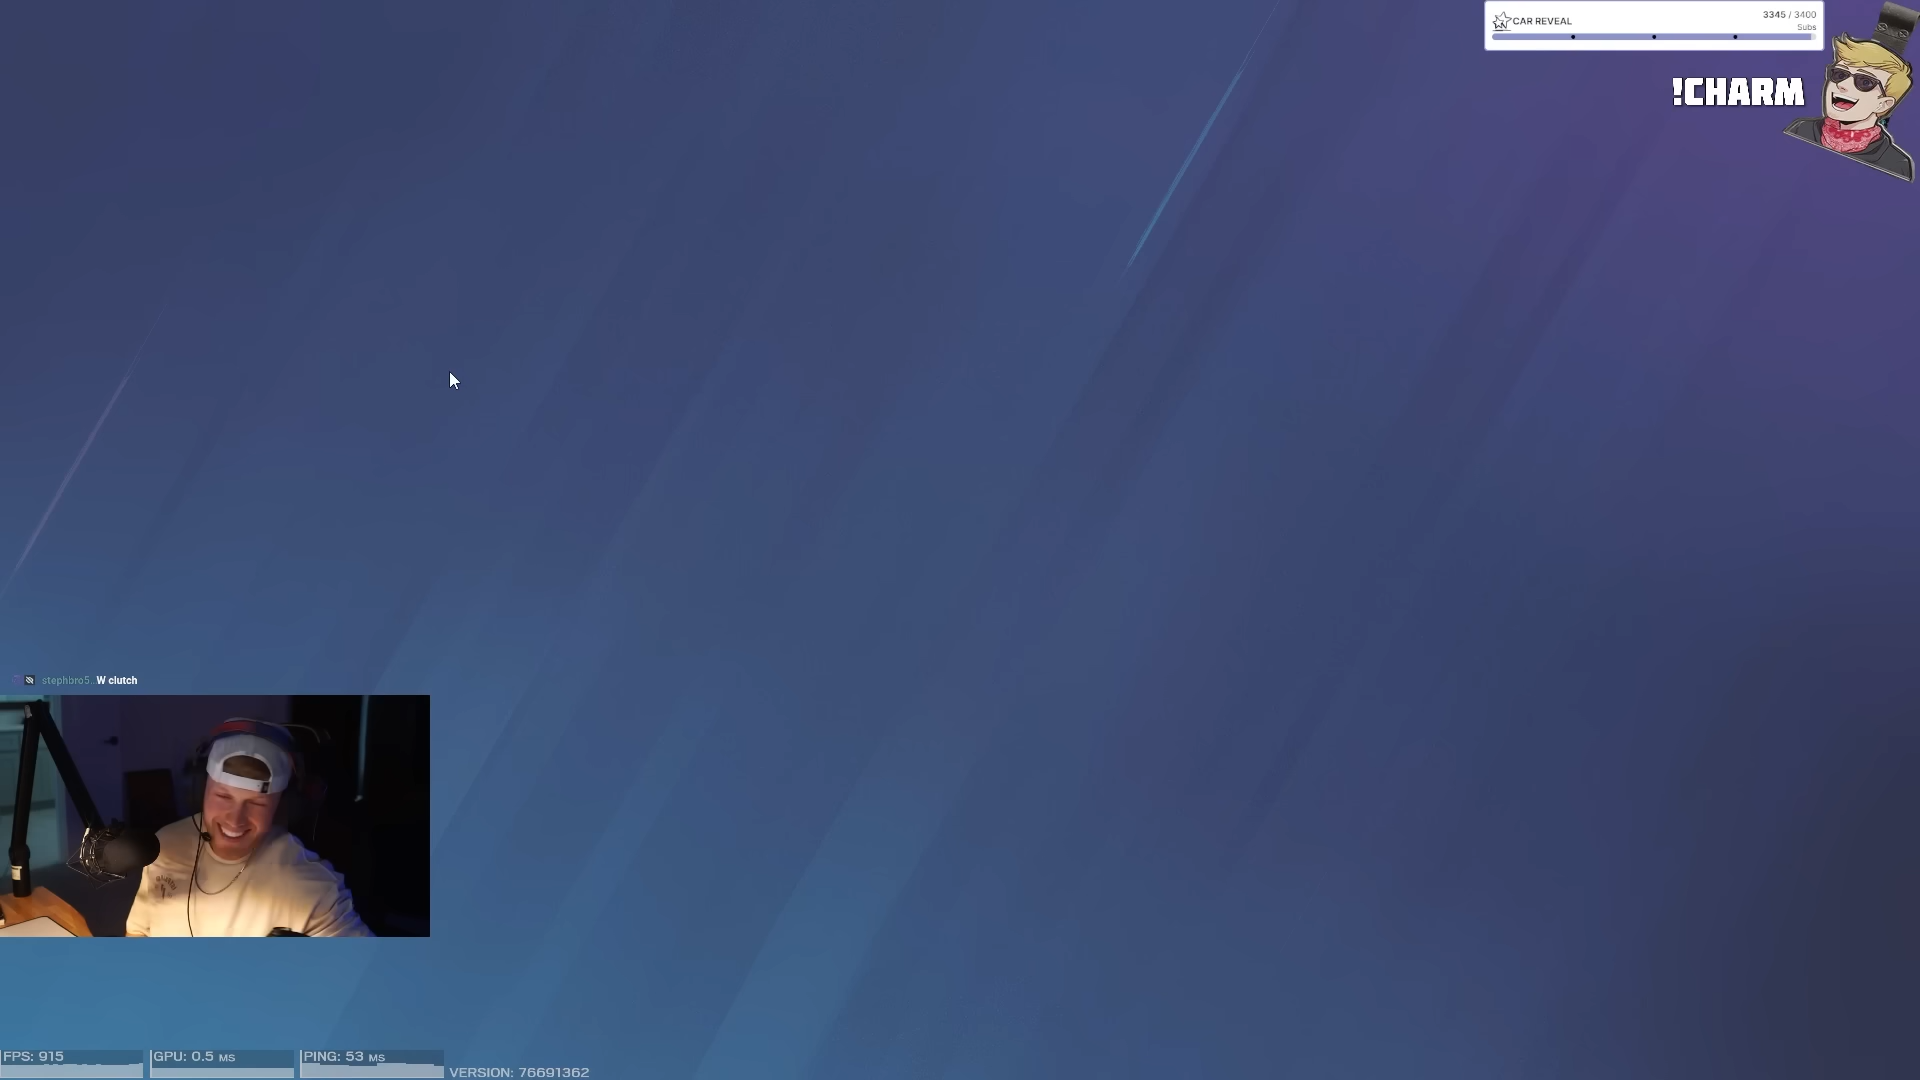 CAR REVEAL
3345 / 3400
Subs
!CHARM
stephbro5.. W clutch
FPS: 915
GPU: 0.5 MS
PING: 53 MS
VERSION: 76691362